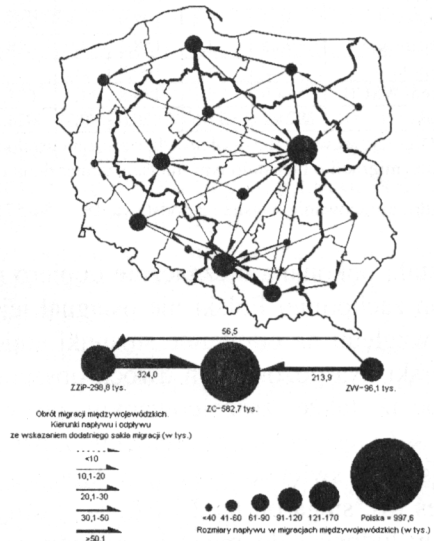 56,5
324,0
213,9
ZZiP-298,8 tys.
ZC-582,7 tys.
ZW-96,1 tys.
Obrót migracji międzywojewódzkich.
Kierunki napływu i odpływu
ze wskazaniem dodatniego salda migracji (w tys.)
<10
10,1-20
20,1-30
30,1-50
>50,1
<40 41-60 61-90 91-120 121-170 Polska = 997,6
Rozmiary napływu w migracjach międzywojewódzkich (w tys.)